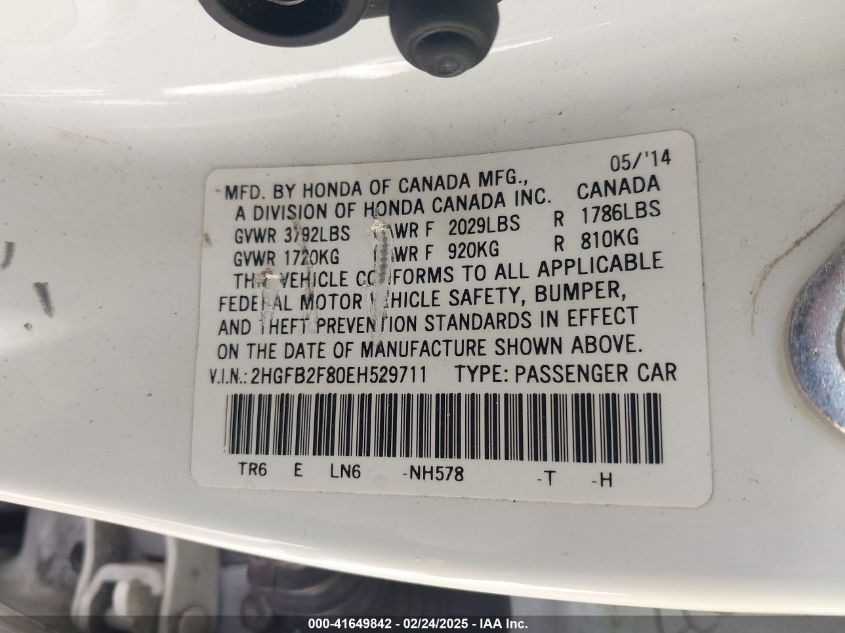 05/'14
MFD. BY HONDA OF CANADA MFG.,
A DIVISION OF HONDA CANADA INC. CANADA
GVWR 3792LBS GAWR F 2029LBS R 1786LBS
GVWR 1720KG GAWR F 920KG R 810KG
THIS VEHICLE CONFORMS TO ALL APPLICABLE
FEDERAL MOTOR VEHICLE SAFETY, BUMPER,
AND THEFT PREVENTION STANDARDS IN EFFECT
ON THE DATE OF MANUFACTURE SHOWN ABOVE.
V.I.N.: 2HGFB2F80EH529711 TYPE: PASSENGER CAR
TR6 E LN6 -NH578 -T -H
000-41649842 - 02/24/2025 - IAA Inc.